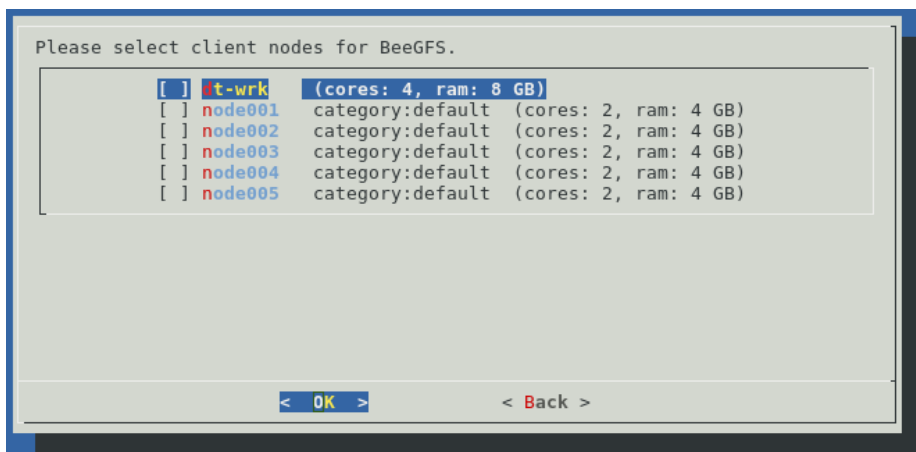 Please select client nodes for BeeGFS.
[ ] dt-wrk (cores: 4, ram: 8 GB)
[ ] node001 category:default (cores: 2, ram: 4 GB)
[ ] node002 category:default (cores: 2, ram: 4 GB)
[ ] node003 category:default (cores: 2, ram: 4 GB)
[ ] node004 category:default (cores: 2, ram: 4 GB)
[ ] node005 category:default (cores: 2, ram: 4 GB)
< OK > < Back >